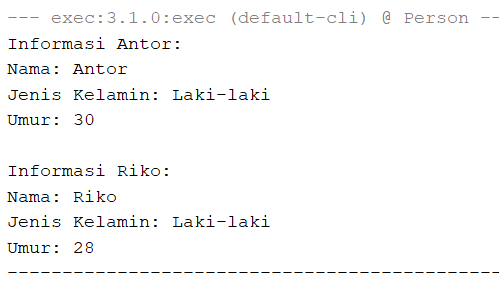 --- exec:3.1.0:exec (default-cli) @ Person --
Informasi Antor:
Nama: Antor
Jenis Kelamin: Laki-laki
Umur: 30
Informasi Riko:
Nama: Riko
Jenis Kelamin: Laki-laki
Umur: 28
---------------------------------------------